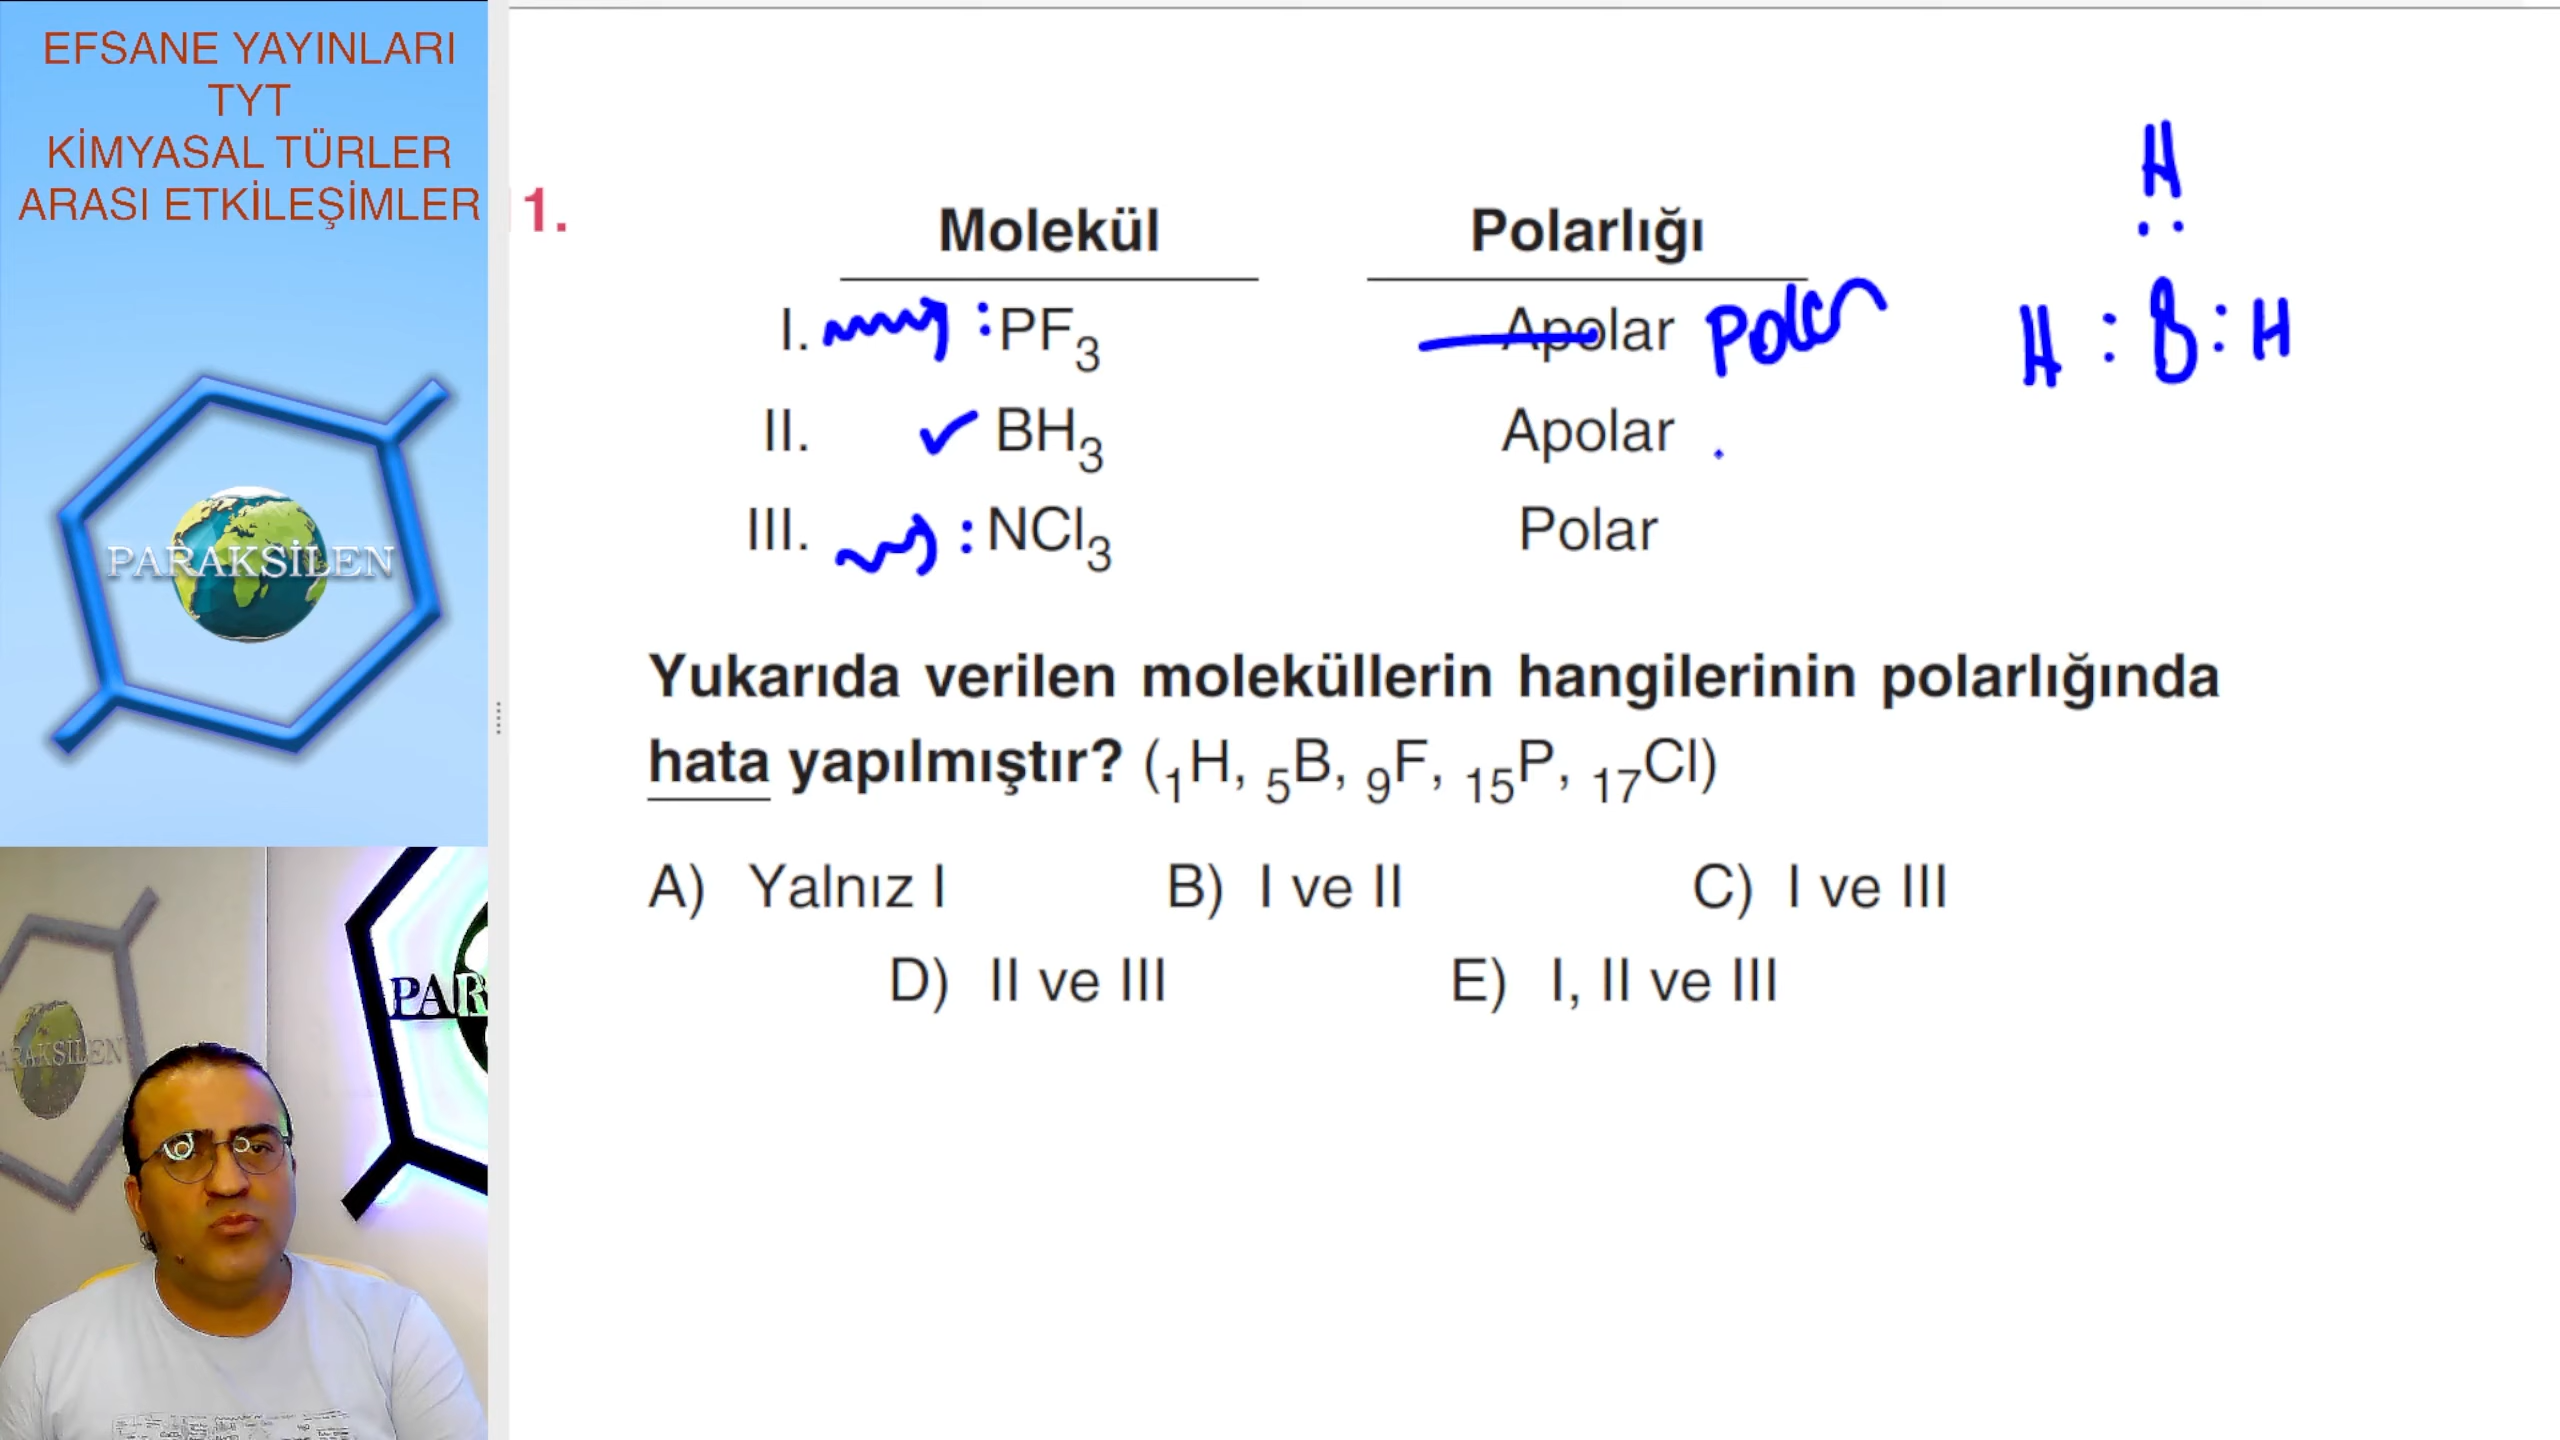 EFSANE YAYINLARI
TYT
KİMYASAL TÜRLER
ARASI ETKİLEŞİMLER
PARAKSİLEN
1.
Molekül Polarlığı
I. :PF3 Apolar Polar
II. ✓ BH3 Apolar
III. :NCl3 Polar
H
H : B : H
Yukarıda verilen moleküllerin hangilerinin polarlığında
hata yapılmıştır? (1H, 5B, 9F, 15P, 17Cl)
A) Yalnız I B) I ve II C) I ve III
D) II ve III E) I, II ve III
ARAKSİLEN
PAR